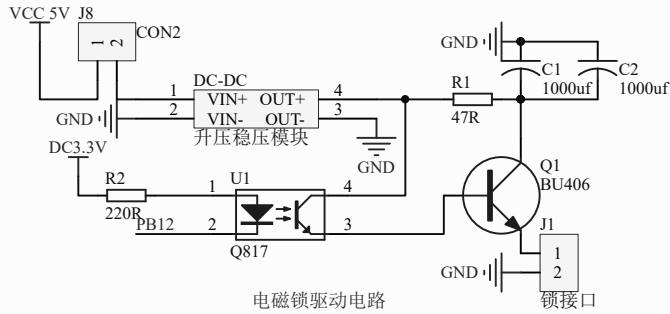 VCC 5V
J8
1
2
CON2
DC-DC
1
VIN+
OUT+
4
2
VIN-
OUT-
3
GND
升压稳压模块
GND
GND
C1
1000uf
C2
1000uf
R1
47R
DC3.3V
R2
220R
PB12
U1
1
2
4
3
Q817
Q1
BU406
J1
1
2
GND
锁接口
电磁锁驱动电路